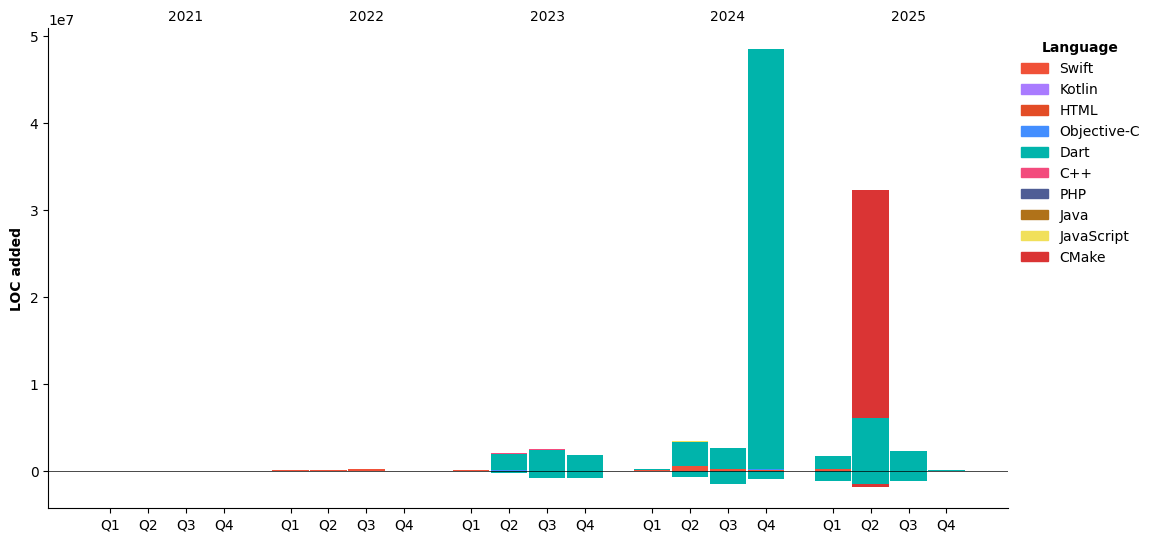 2021 2022 2023 2024 2025
1e7
5
4
3
2
1
0
LOC added
Q1 Q2 Q3 Q4 Q1 Q2 Q3 Q4 Q1 Q2 Q3 Q4 Q1 Q2 Q3 Q4 Q1 Q2 Q3 Q4
Language
Swift
Kotlin
HTML
Objective-C
Dart
C++
PHP
Java
JavaScript
CMake